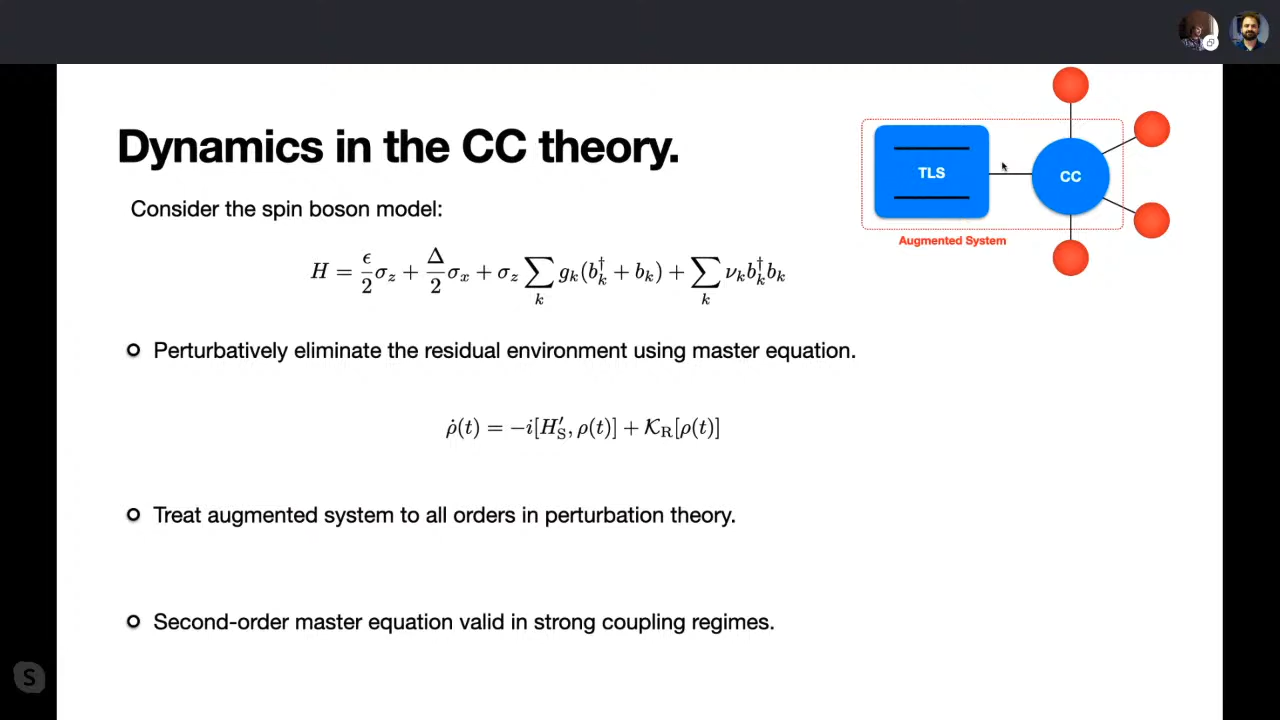 Dynamics in the CC theory.
TLS
CC
Augmented System
Consider the spin boson model:
H = ϵ/2 σ_z + Δ/2 σ_x + σ_z ∑_k g_k(b_k^† + b_k) + ∑_k ν_k b_k^† b_k
Perturbatively eliminate the residual environment using master equation.
ρ̇(t) = −i[H′_S, ρ(t)] + 𝒦_R[ρ(t)]
Treat augmented system to all orders in perturbation theory.
Second-order master equation valid in strong coupling regimes.
S